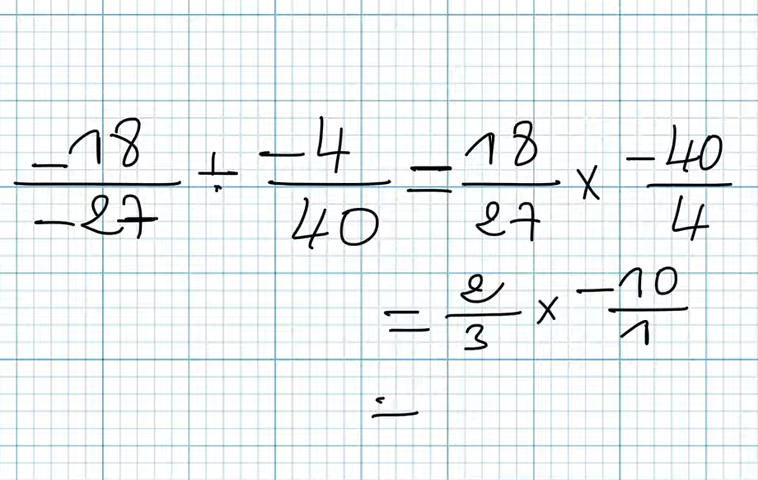 -18/-27 ÷ -4/40 = 18/27 × -40/4
= 2/3 × -10/1
=